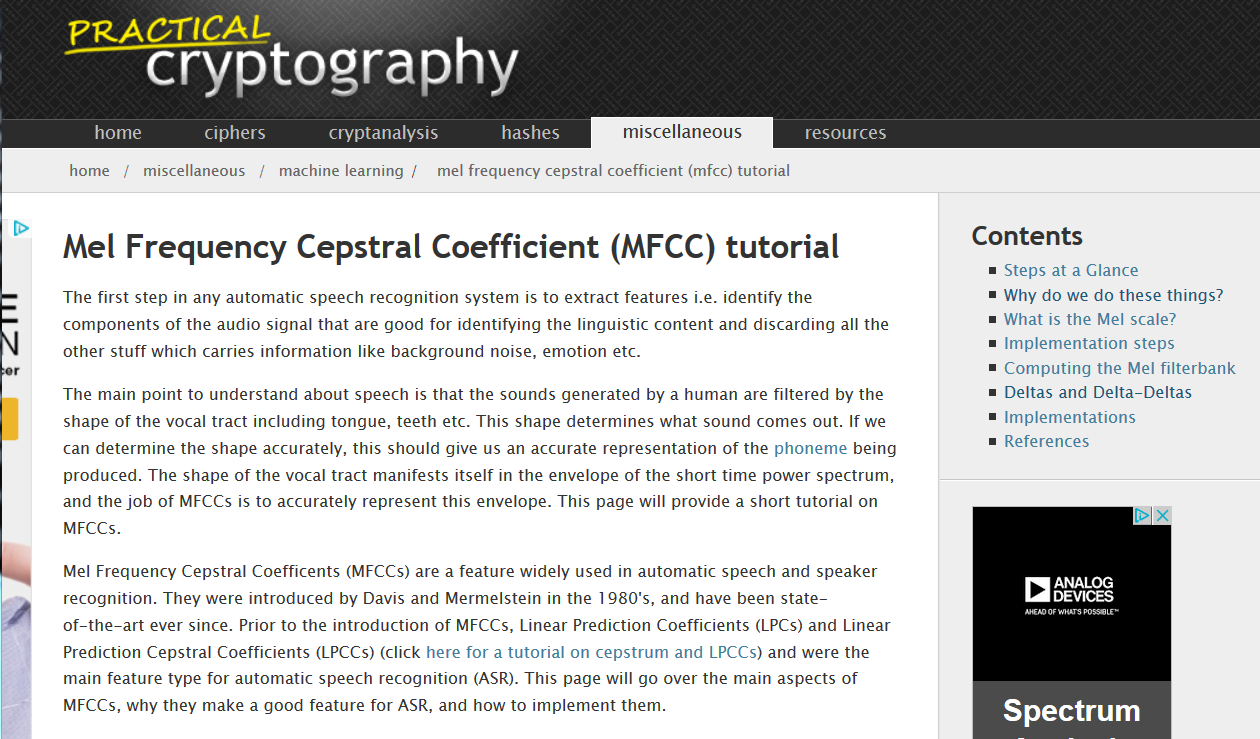 PRACTICAL
cryptography
home ciphers cryptanalysis hashes miscellaneous resources
home / miscellaneous / machine learning / mel frequency cepstral coefficient (mfcc) tutorial
Mel Frequency Cepstral Coefficient (MFCC) tutorial
The first step in any automatic speech recognition system is to extract features i.e. identify the
components of the audio signal that are good for identifying the linguistic content and discarding all the
other stuff which carries information like background noise, emotion etc.
The main point to understand about speech is that the sounds generated by a human are filtered by the
shape of the vocal tract including tongue, teeth etc. This shape determines what sound comes out. If we
can determine the shape accurately, this should give us an accurate representation of the phoneme being
produced. The shape of the vocal tract manifests itself in the envelope of the short time power spectrum,
and the job of MFCCs is to accurately represent this envelope. This page will provide a short tutorial on
MFCCs.
Mel Frequency Cepstral Coefficents (MFCCs) are a feature widely used in automatic speech and speaker
recognition. They were introduced by Davis and Mermelstein in the 1980's, and have been state-
of-the-art ever since. Prior to the introduction of MFCCs, Linear Prediction Coefficients (LPCs) and Linear
Prediction Cepstral Coefficients (LPCCs) (click here for a tutorial on cepstrum and LPCCs) and were the
main feature type for automatic speech recognition (ASR). This page will go over the main aspects of
MFCCs, why they make a good feature for ASR, and how to implement them.
Contents
Steps at a Glance
Why do we do these things?
What is the Mel scale?
Implementation steps
Computing the Mel filterbank
Deltas and Delta-Deltas
Implementations
References
ANALOG
DEVICES
AHEAD OF WHAT'S POSSIBLE™
Spectrum